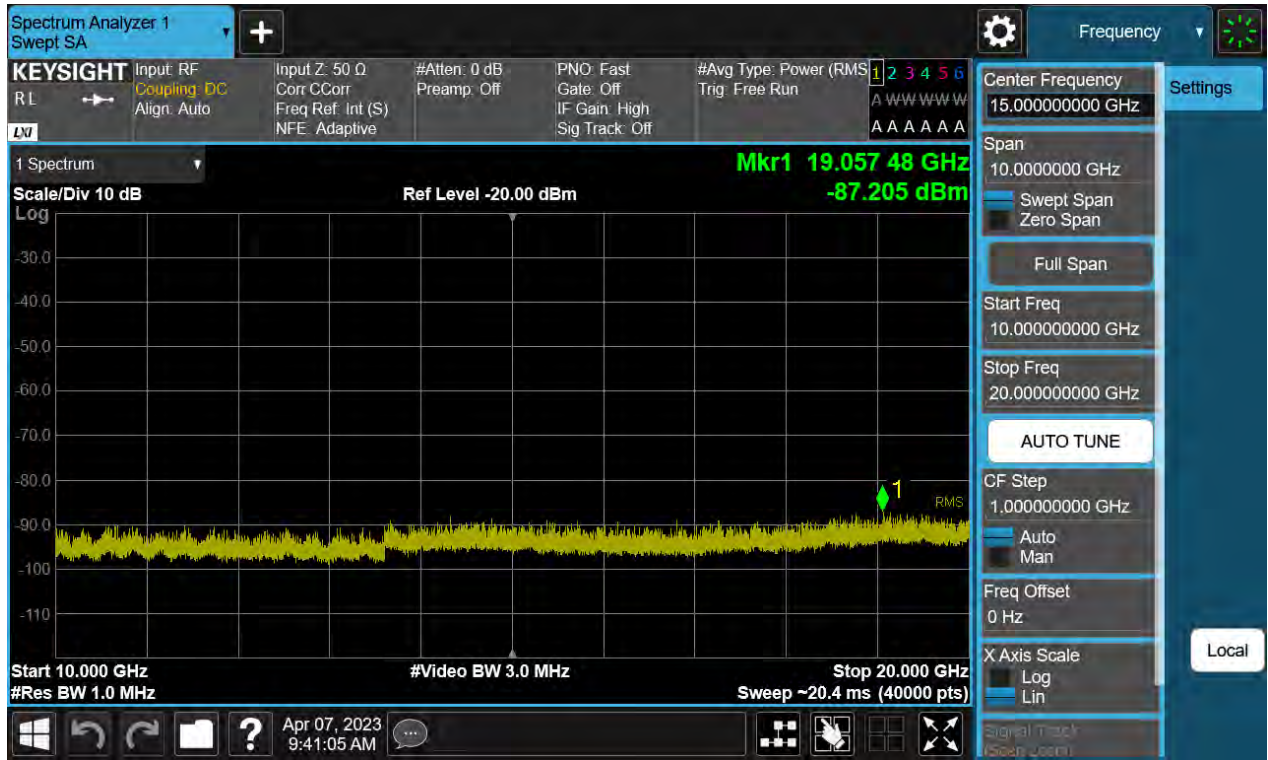 Spectrum Analyzer 1
Swept SA
+
Frequency
KEYSIGHT
RL
LXI
Input: RF
Coupling: DC
Align: Auto
Input Z: 50 Ω
Corr CCorr
Freq Ref: Int (S)
NFE: Adaptive
#Atten: 0 dB
Preamp: Off
PNO: Fast
Gate: Off
IF Gain: High
Sig Track: Off
#Avg Type: Power (RMS
Trig: Free Run
1 2 3 4 5 6
A W W W W W
A A A A A A
1 Spectrum
Mkr1 19.057 48 GHz
-87.205 dBm
Scale/Div 10 dB
Ref Level -20.00 dBm
Log
-30.0
-40.0
-50.0
-60.0
-70.0
-80.0
-90.0
-100
-110
1
RMS
Start 10.000 GHz
#Video BW 3.0 MHz
Stop 20.000 GHz
#Res BW 1.0 MHz
Sweep ~20.4 ms (40000 pts)
Center Frequency
15.000000000 GHz
Settings
Span
10.0000000 GHz
Swept Span
Zero Span
Full Span
Start Freq
10.000000000 GHz
Stop Freq
20.000000000 GHz
AUTO TUNE
CF Step
1.000000000 GHz
Auto
Man
Freq Offset
0 Hz
X Axis Scale
Log
Lin
Local
Signal Track
(Span Zoom)
?
Apr 07, 2023
9:41:05 AM